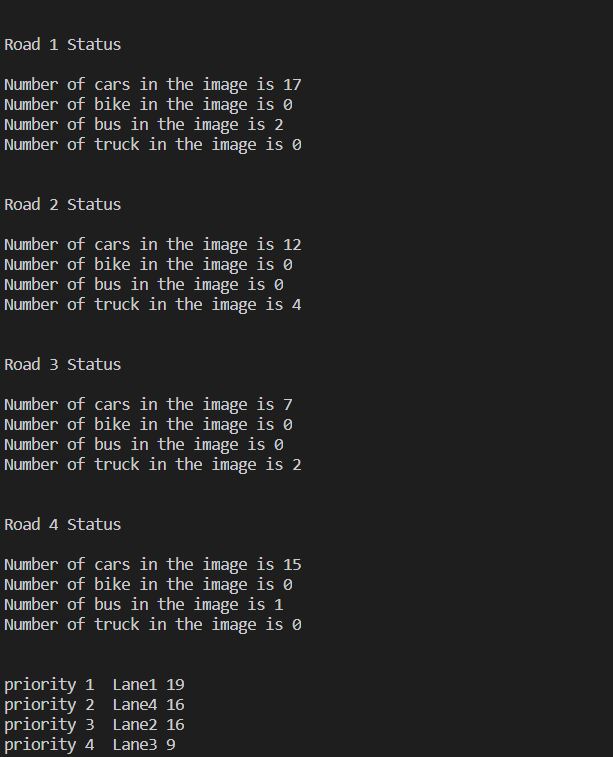 Road 1 Status
Number of cars in the image is 17
Number of bike in the image is 0
Number of bus in the image is 2
Number of truck in the image is 0
Road 2 Status
Number of cars in the image is 12
Number of bike in the image is 0
Number of bus in the image is 0
Number of truck in the image is 4
Road 3 Status
Number of cars in the image is 7
Number of bike in the image is 0
Number of bus in the image is 0
Number of truck in the image is 2
Road 4 Status
Number of cars in the image is 15
Number of bike in the image is 0
Number of bus in the image is 1
Number of truck in the image is 0
priority 1  Lane1 19
priority 2  Lane4 16
priority 3  Lane2 16
priority 4  Lane3 9